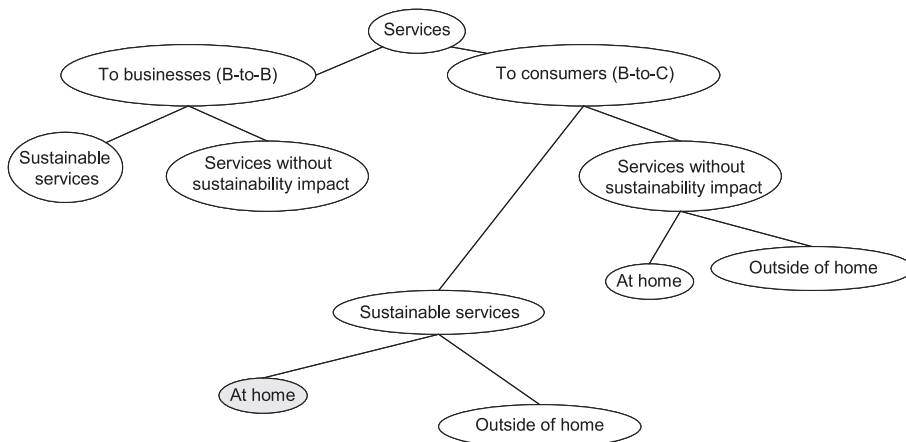 Services
To businesses (B-to-B)
To consumers (B-to-C)
Sustainable
services
Services without
sustainability impact
Services without
sustainability impact
At home
Outside of home
Sustainable services
At home
Outside of home